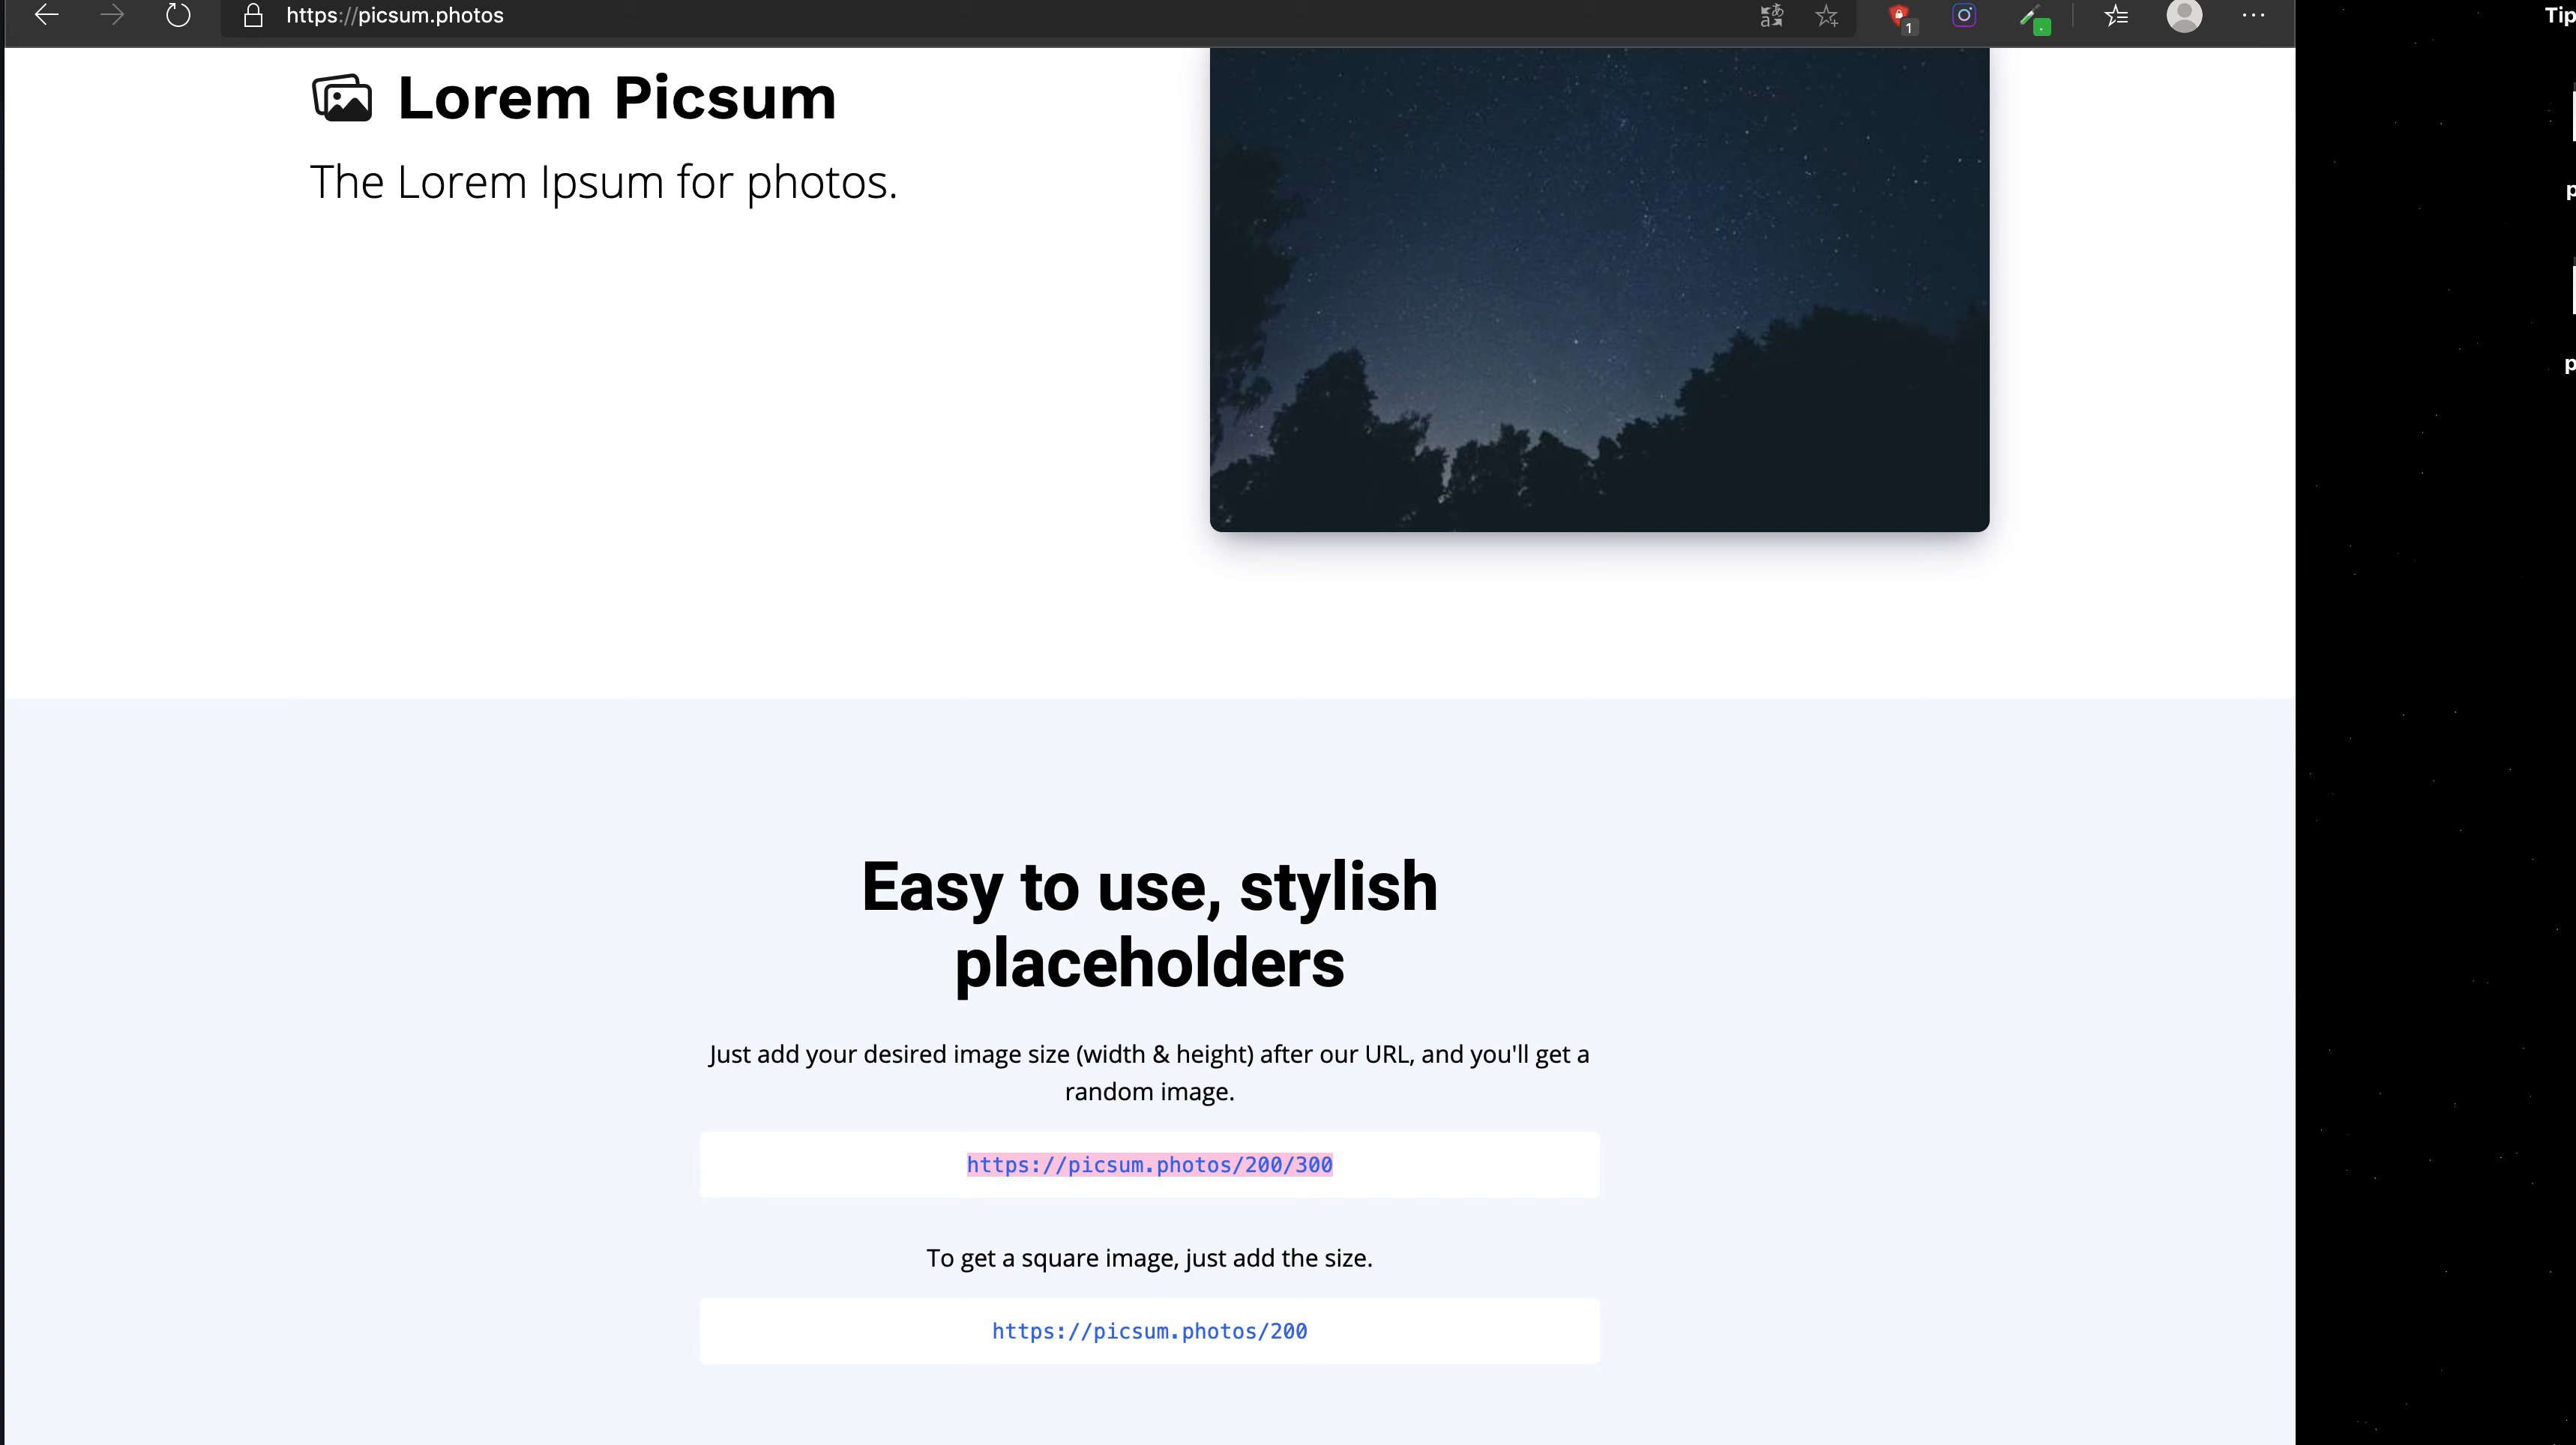 https://picsum.photos
1
Tip
Lorem Picsum
The Lorem Ipsum for photos.
p
p
Easy to use, stylish
placeholders
Just add your desired image size (width & height) after our URL, and you'll get a
random image.
https://picsum.photos/200/300
To get a square image, just add the size.
https://picsum.photos/200